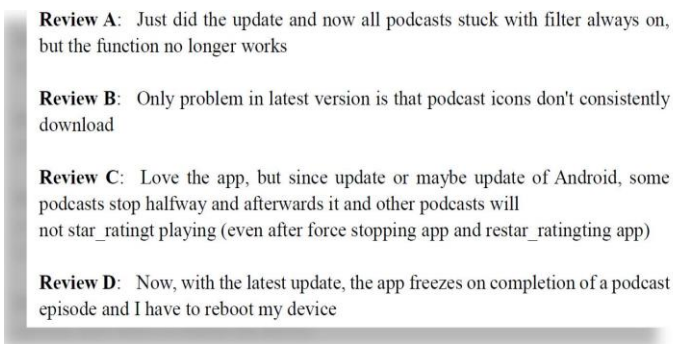 Review A: Just did the update and now all podcasts stuck with filter always on,
but the function no longer works
Review B: Only problem in latest version is that podcast icons don't consistently
download
Review C: Love the app, but since update or maybe update of Android, some
podcasts stop halfway and afterwards it and other podcasts will
not star_ratingt playing (even after force stopping app and restar_ratingting app)
Review D: Now, with the latest update, the app freezes on completion of a podcast
episode and I have to reboot my device